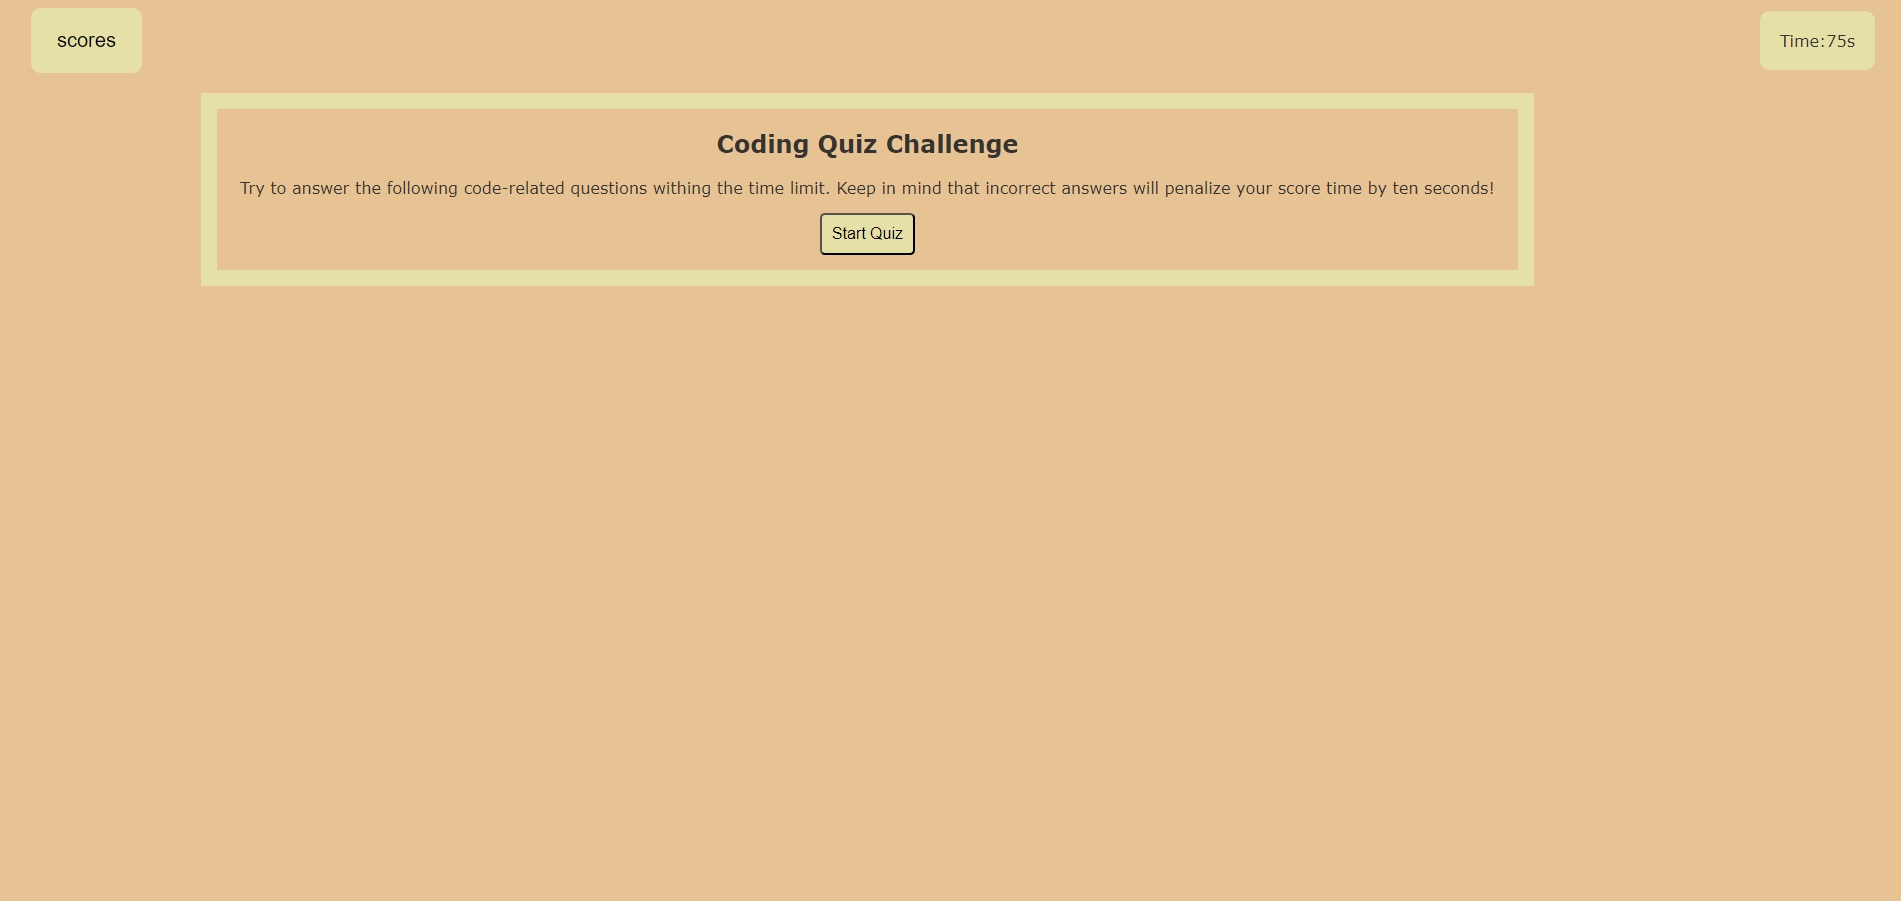 scores
Time:75s
Coding Quiz Challenge
Try to answer the following code-related questions withing the time limit. Keep in mind that incorrect answers will penalize your score time by ten seconds!
Start Quiz